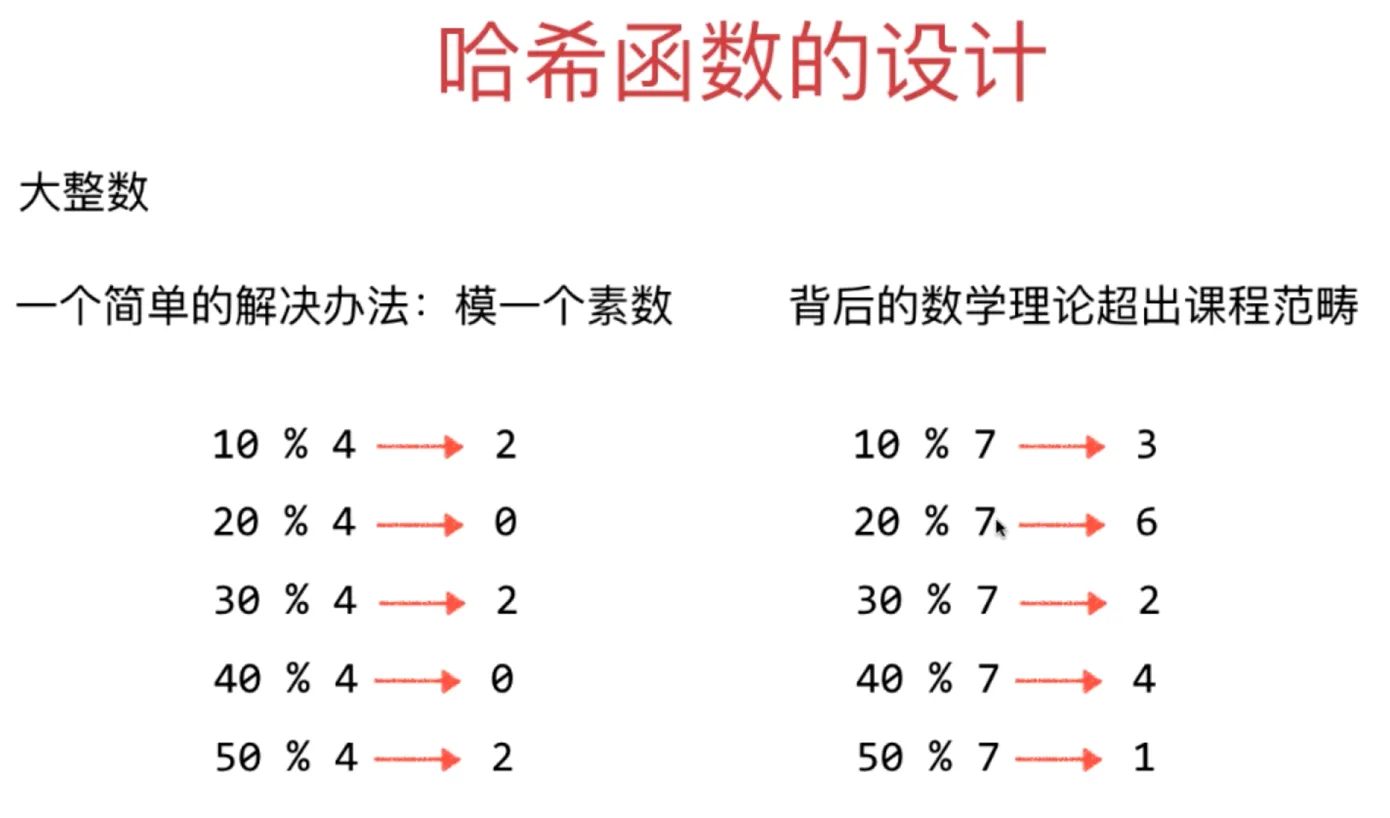 哈希函数的设计
大整数
一个简单的解决办法：模一个素数 背后的数学理论超出课程范畴
10 % 4 → 2 10 % 7 → 3
20 % 4 → 0 20 % 7 → 6
30 % 4 → 2 30 % 7 → 2
40 % 4 → 0 40 % 7 → 4
50 % 4 → 2 50 % 7 → 1